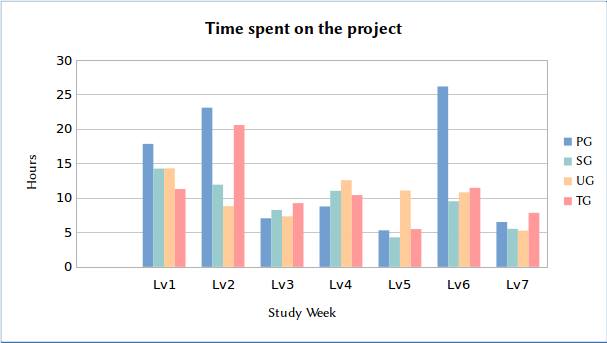 Time spent on the project
30
25
20
15
10
5
0
Hours
Lv1 Lv2 Lv3 Lv4 Lv5 Lv6 Lv7
Study Week
PG
SG
UG
TG